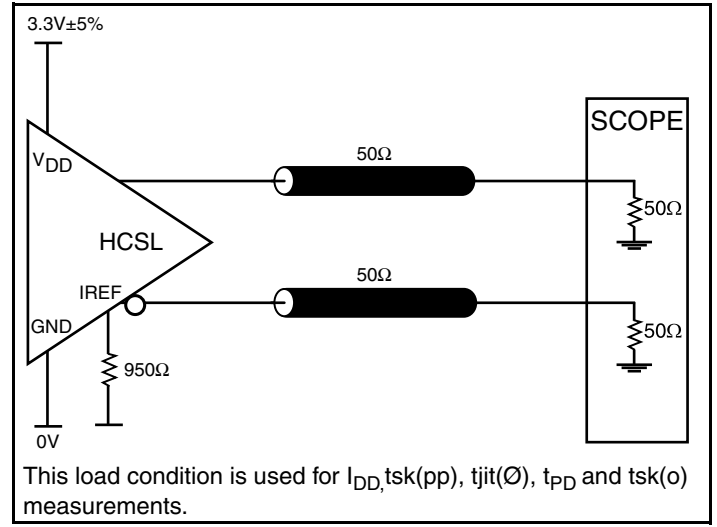 3.3V±5%
SCOPE
VDD
50Ω
50Ω
HCSL
50Ω
IREF
50Ω
GND
950Ω
0V
This load condition is used for IDD,tsk(pp), tjit(Ø), tPD and tsk(o)
measurements.